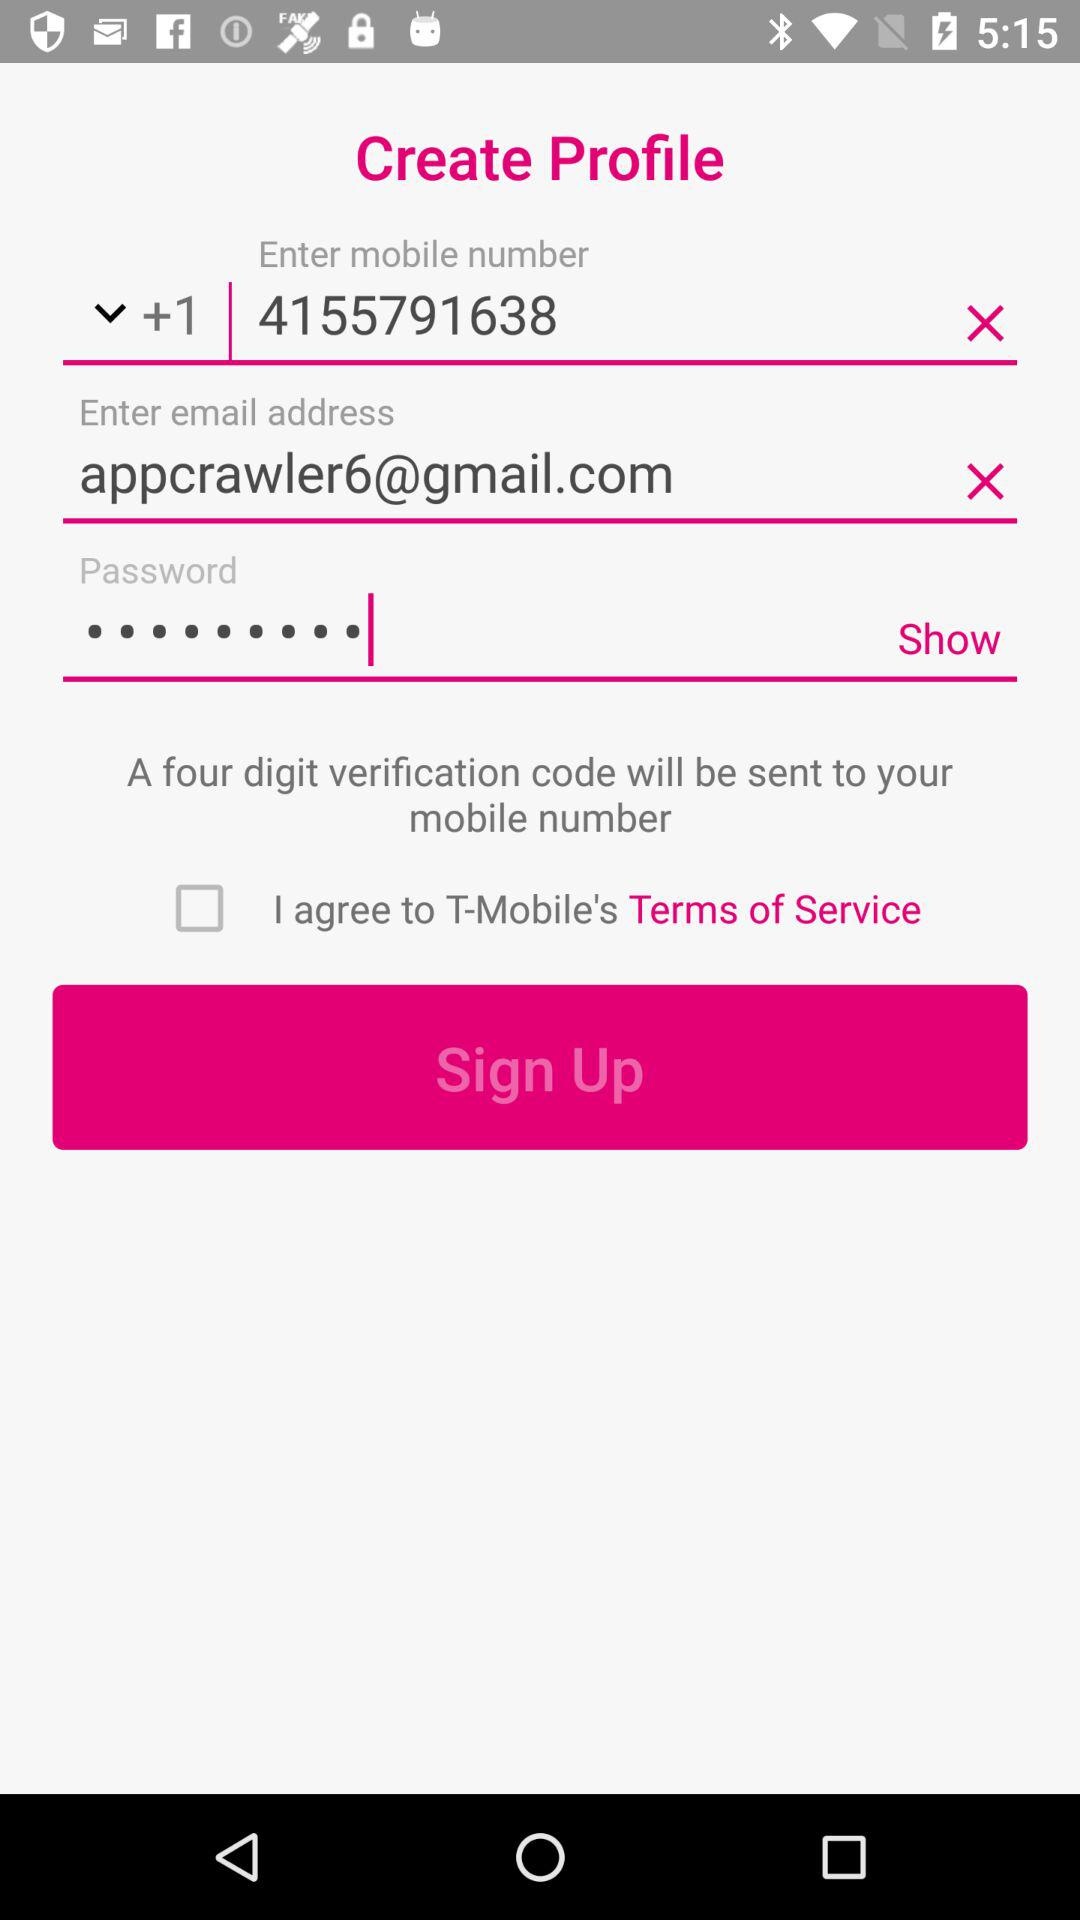 FAKE
5:15
Create Profile
Enter mobile number
+1 4155791638
Enter email address
appcrawler6@gmail.com
Password
•••••••••
Show
A four digit verification code will be sent to your
mobile number
I agree to T-Mobile's Terms of Service
Sign Up